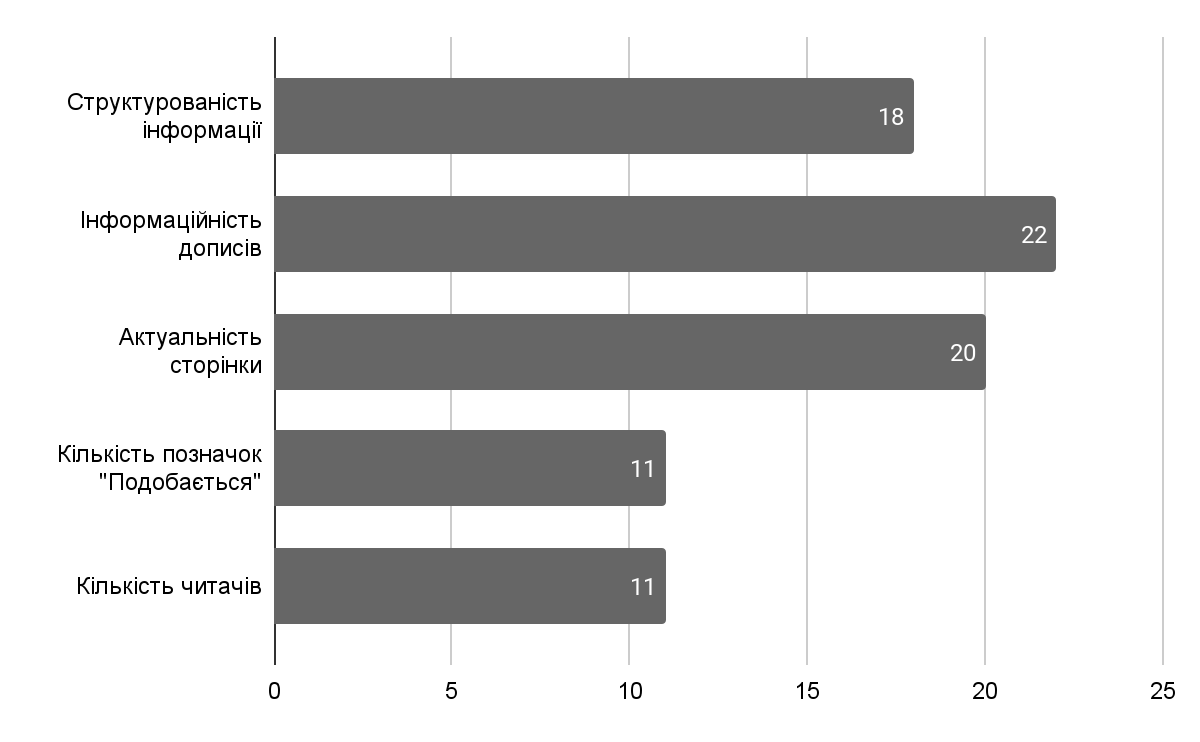 Структурованість
інформації
18
Інформаційність
дописів
22
Актуальність
сторінки
20
Кількість позначок
"Подобається"
11
Кількість читачів
11
0 5 10 15 20 25